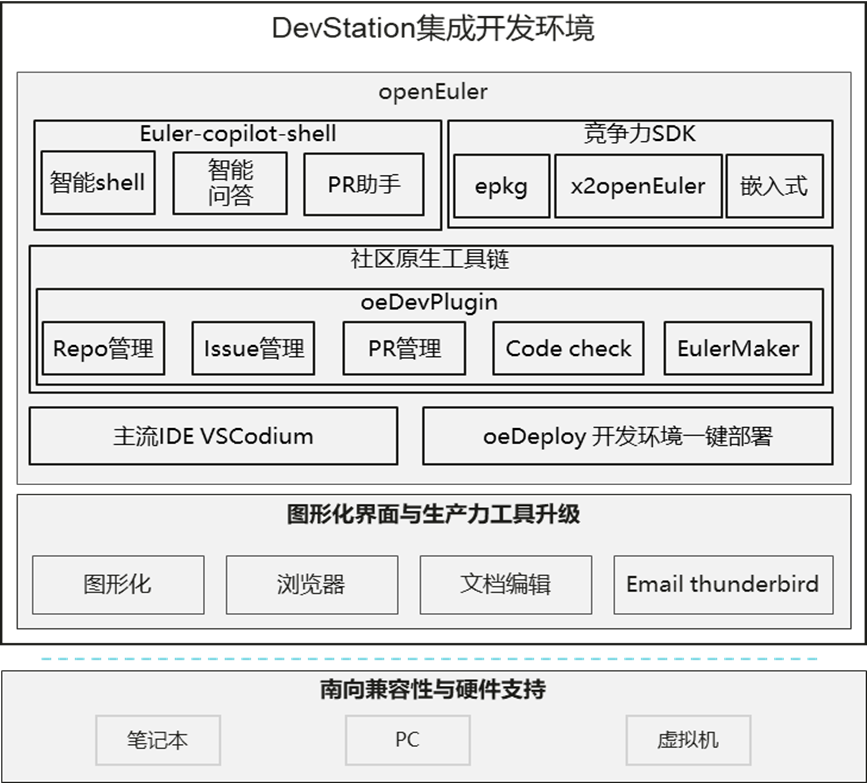 DevStation集成开发环境
openEuler
Euler-copilot-shell
智能shell
智能
问答
PR助手
竞争力SDK
epkg
x2openEuler
嵌入式
社区原生工具链
oeDevPlugin
Repo管理
Issue管理
PR管理
Code check
EulerMaker
主流IDE VSCodium
oeDeploy 开发环境一键部署
图形化界面与生产力工具升级
图形化
浏览器
文档编辑
Email thunderbird
南向兼容性与硬件支持
笔记本
PC
虚拟机